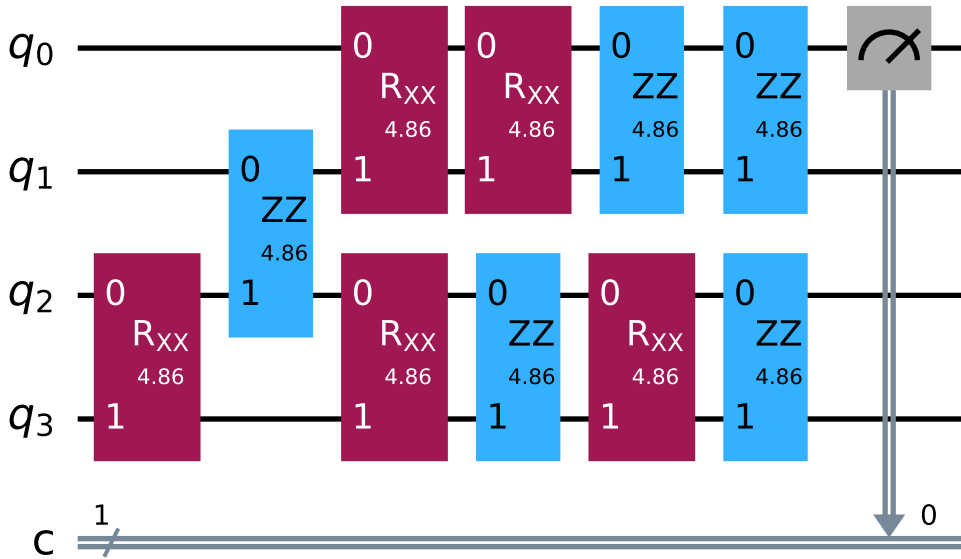 q0
0 0 0 0
RXX RXX ZZ ZZ
4.86 4.86 4.86 4.86
q1
0 1 1 1 1
ZZ
4.86
q2
0 1 0 0 0 0
RXX RXX ZZ RXX ZZ
4.86 4.86 4.86 4.86 4.86
q3
1 1 1 1 1
1 0
c